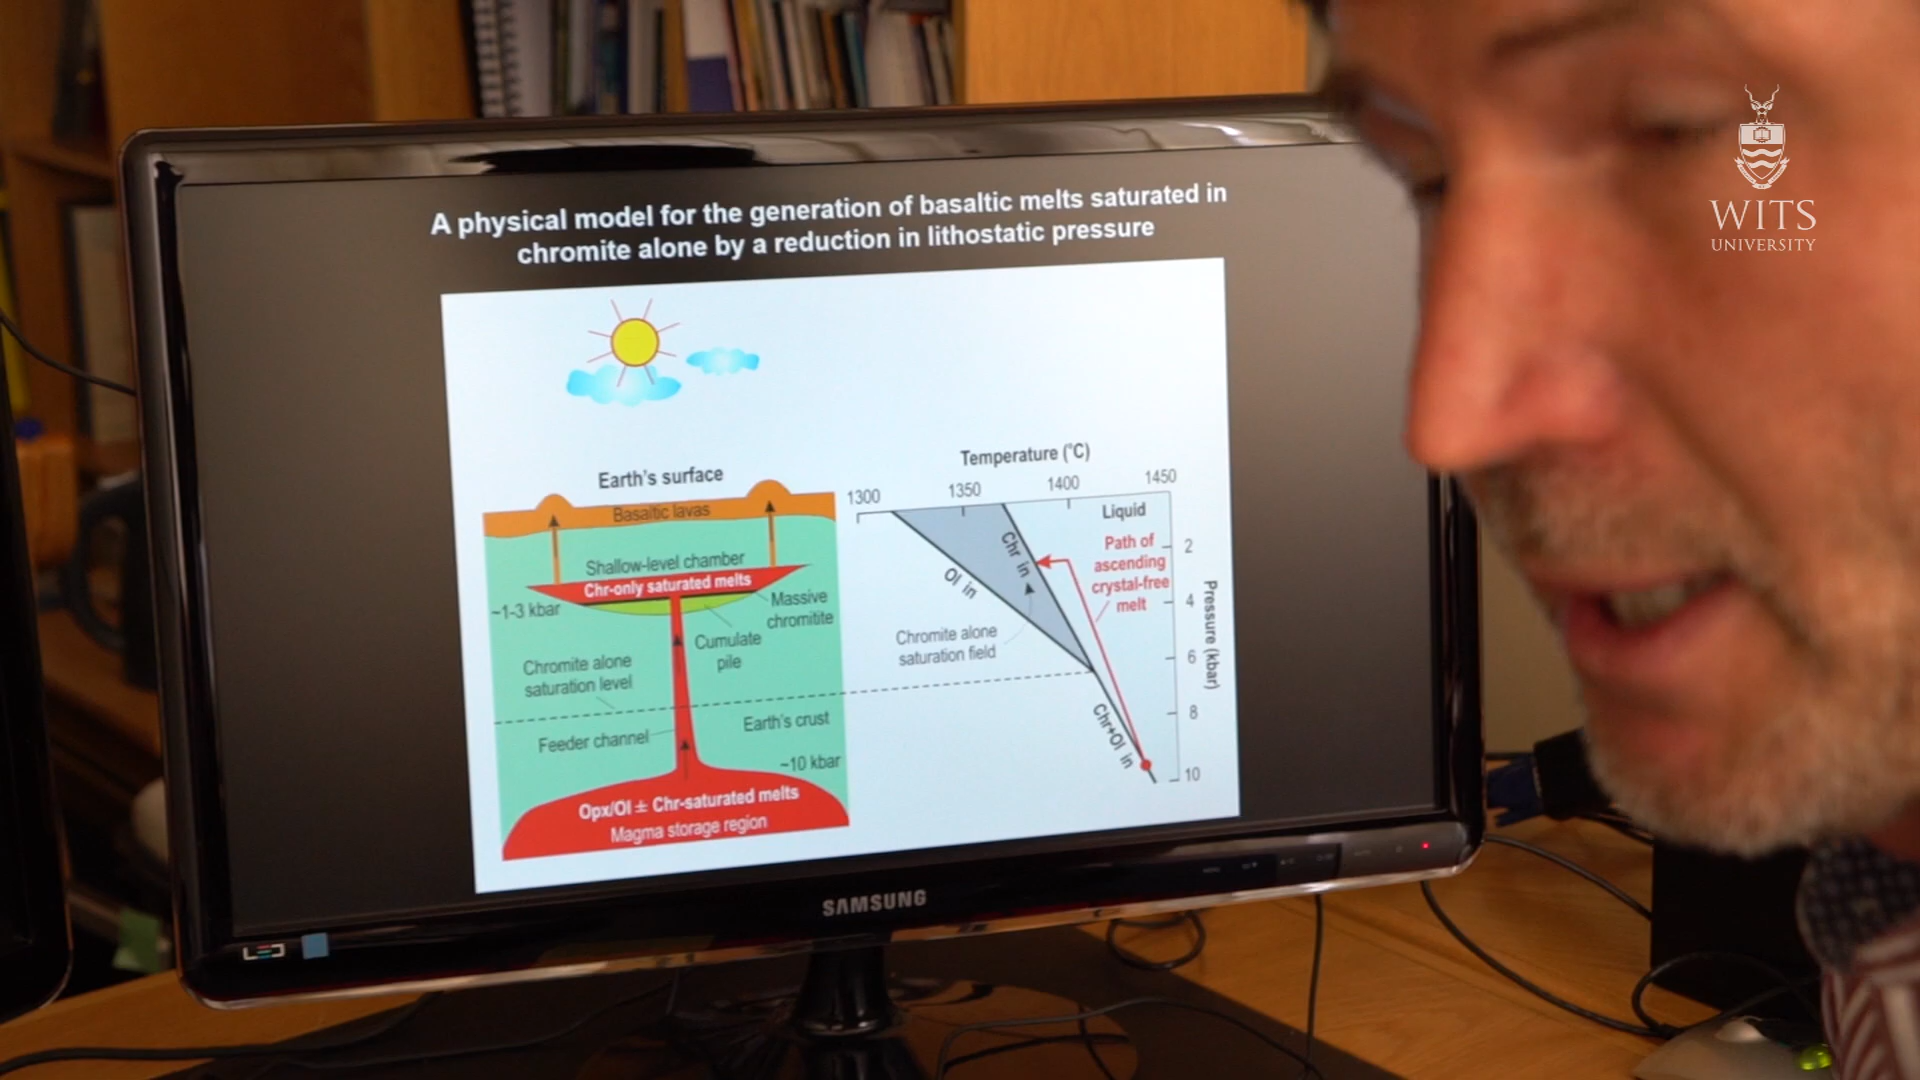 WITS
UNIVERSITY
A physical model for the generation of basaltic melts saturated in
chromite alone by a reduction in lithostatic pressure
Earth's surface
Basaltic lavas
Shallow-level chamber
Chr-only saturated melts
~1-3 kbar
Massive
chromitite
Cumulate
pile
Chromite alone
saturation level
Earth's crust
Feeder channel
~10 kbar
Opx/Ol ± Chr-saturated melts
Magma storage region
Temperature (°C)
1300
1350
1400
1450
Liquid
Path of
ascending
crystal-free
melt
Chr in
Ol in
Chromite alone
saturation field
Chr+Ol in
2
4
6
8
10
Pressure (kbar)
SAMSUNG
LED